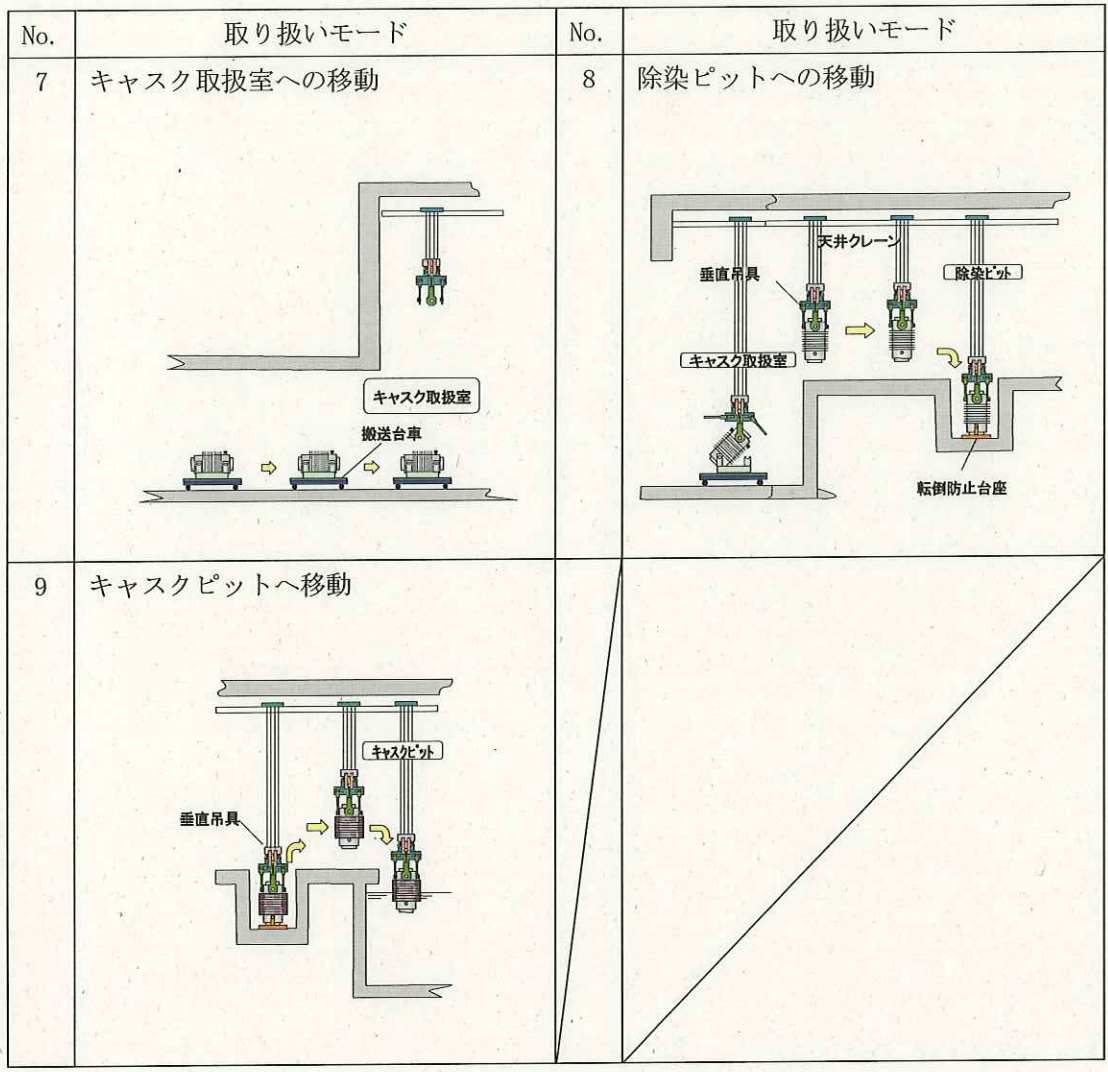 No.
取り扱いモード
No.
取り扱いモード
7
キャスク取扱室への移動
キャスク取扱室
搬送台車
8
除染ピットへの移動
天井クレーン
垂直吊具
除染ピット
キャスク取扱室
転倒防止台座
9
キャスクピットへ移動
キャスクピット
垂直吊具